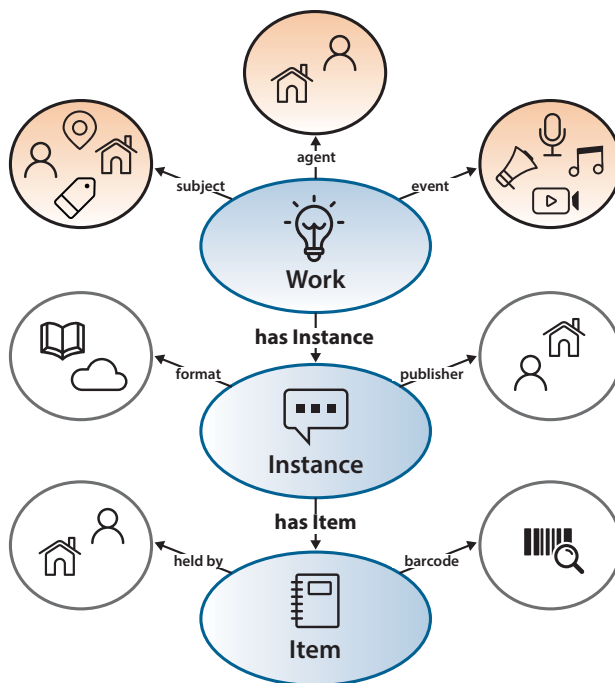 agent
subject
event
Work
has Instance
format
publisher
Instance
has Item
held by
barcode
Item